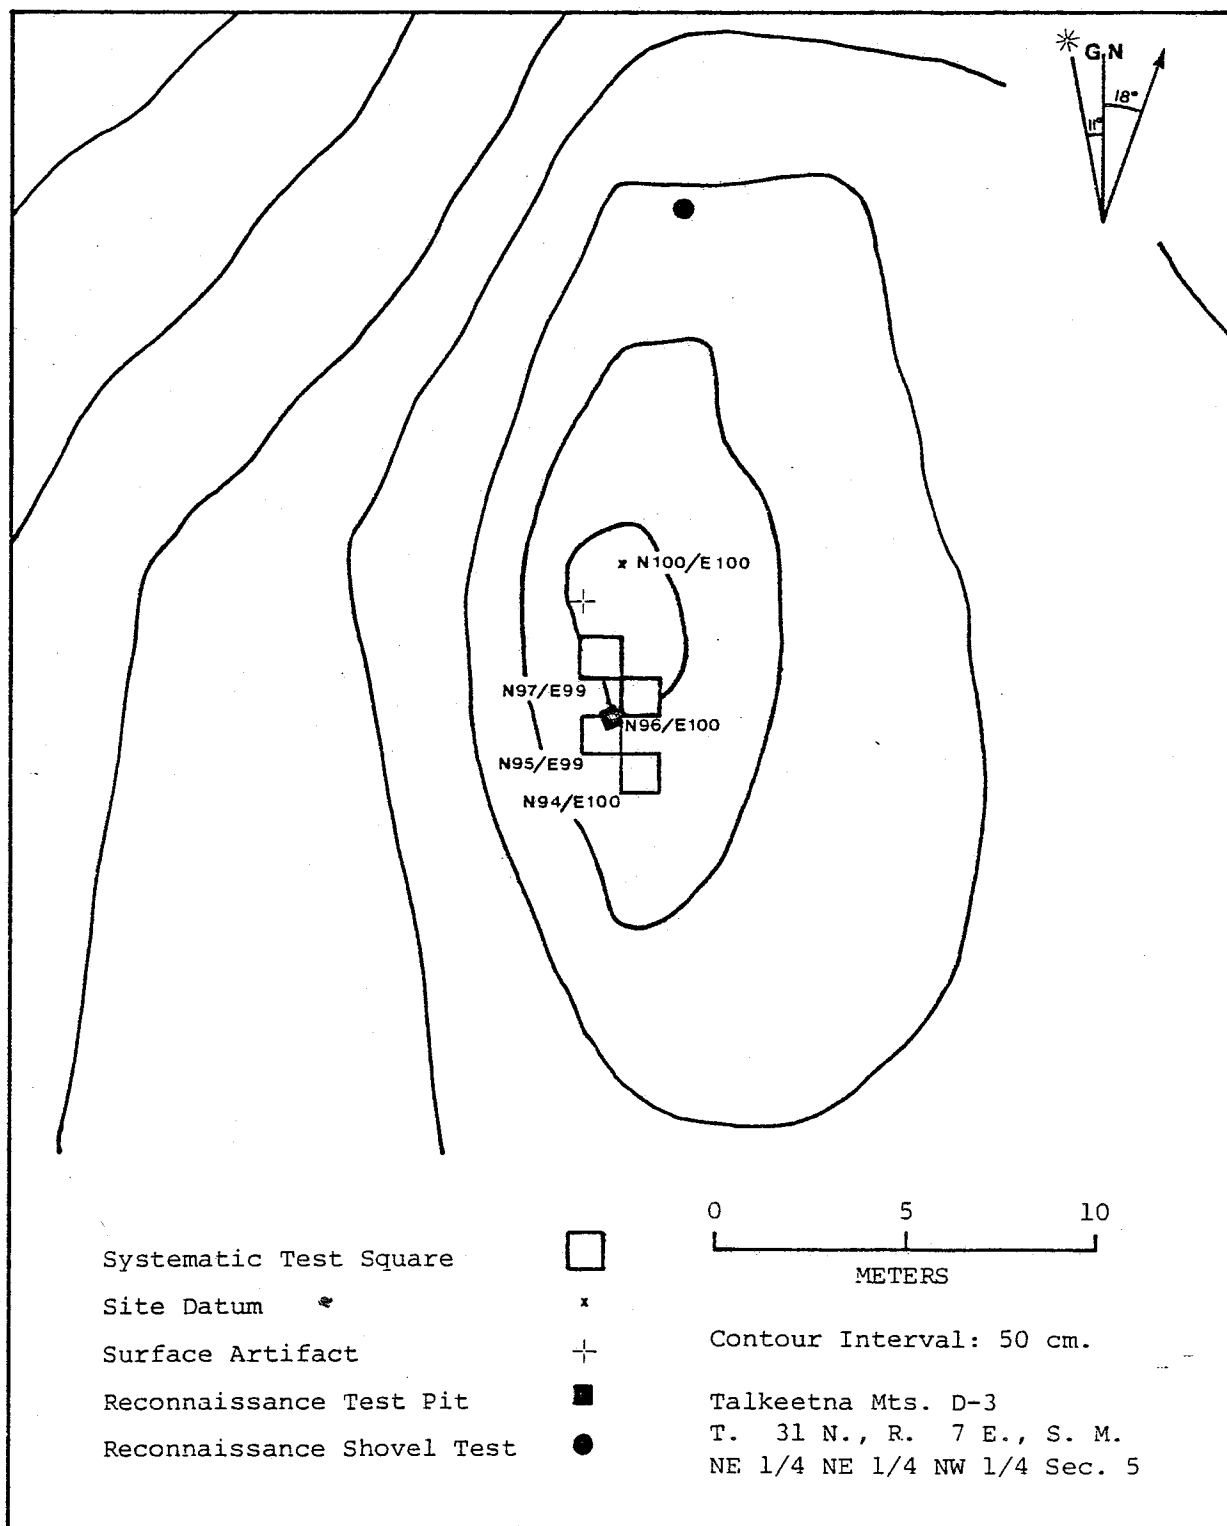 GN
11°
18°
N100/E100
N97/E99
N96/E100
N95/E99
N94/E100
0 5 10
METERS
Systematic Test Square
Site Datum
Surface Artifact
Reconnaissance Test Pit
Reconnaissance Shovel Test
Contour Interval: 50 cm.
Talkeetna Mts. D-3
T. 31 N., R. 7 E., S. M.
NE 1/4 NE 1/4 NW 1/4 Sec. 5